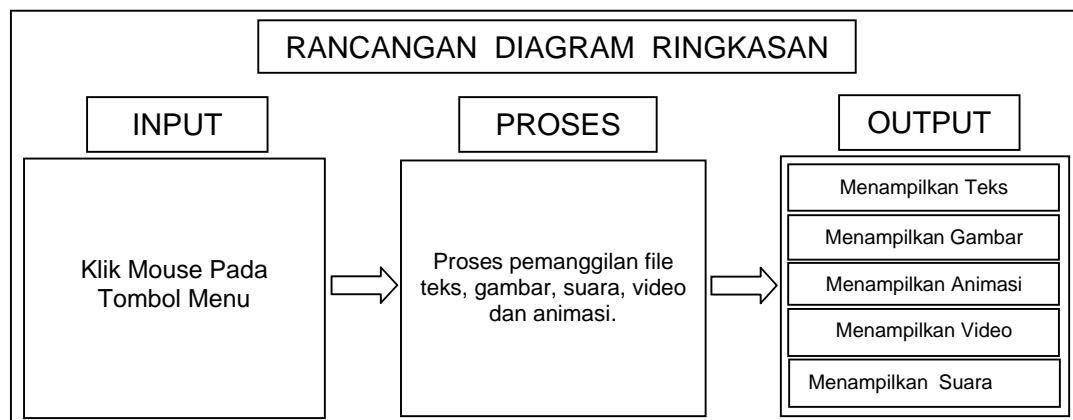 RANCANGAN DIAGRAM RINGKASAN
INPUT
PROSES
OUTPUT
Klik Mouse Pada
Tombol Menu
Proses pemanggilan file
teks, gambar, suara, video
dan animasi.
Menampilkan Teks
Menampilkan Gambar
Menampilkan Animasi
Menampilkan Video
Menampilkan Suara